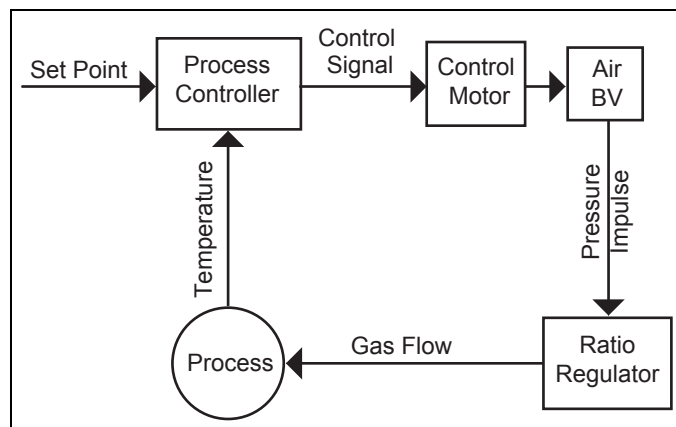 Set Point
Process
Controller
Control
Signal
Control
Motor
Air
BV
Pressure
Impulse
Temperature
Process
Gas Flow
Ratio
Regulator